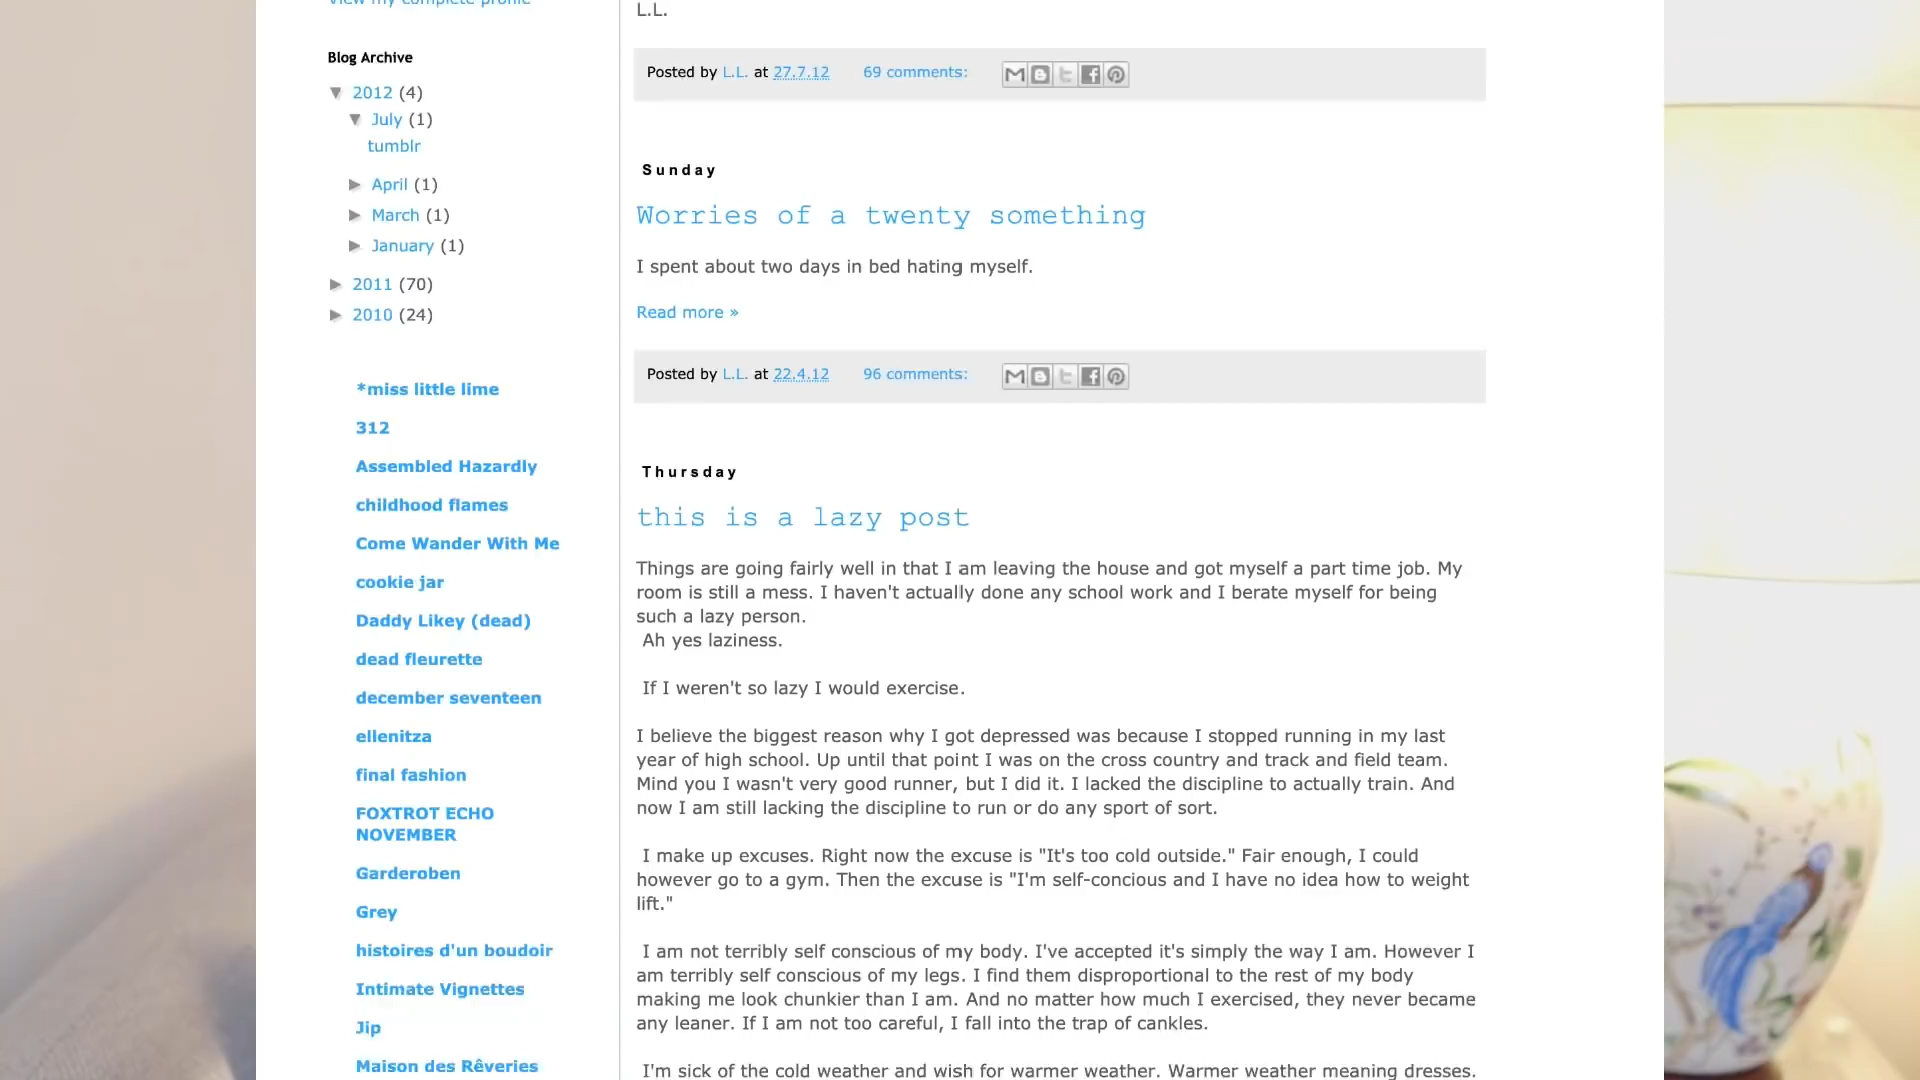 View my complete profile
Blog Archive
▼ 2012 (4)
▼ July (1)
tumblr
► April (1)
► March (1)
► January (1)
► 2011 (70)
► 2010 (24)
*miss little lime
312
Assembled Hazardly
childhood flames
Come Wander With Me
cookie jar
Daddy Likey (dead)
dead fleurette
december seventeen
ellenitza
final fashion
FOXTROT ECHO
NOVEMBER
Garderoben
Grey
histoires d'un boudoir
Intimate Vignettes
Jip
Maison des Rêveries
L.L.
Posted by L.L. at 27.7.12 69 comments:
Sunday
Worries of a twenty something
I spent about two days in bed hating myself.
Read more »
Posted by L.L. at 22.4.12 96 comments:
Thursday
this is a lazy post
Things are going fairly well in that I am leaving the house and got myself a part time job. My
room is still a mess. I haven't actually done any school work and I berate myself for being
such a lazy person.
Ah yes laziness.
If I weren't so lazy I would exercise.
I believe the biggest reason why I got depressed was because I stopped running in my last
year of high school. Up until that point I was on the cross country and track and field team.
Mind you I wasn't very good runner, but I did it. I lacked the discipline to actually train. And
now I am still lacking the discipline to run or do any sport of sort.
I make up excuses. Right now the excuse is "It's too cold outside." Fair enough, I could
however go to a gym. Then the excuse is "I'm self-concious and I have no idea how to weight
lift."
I am not terribly self conscious of my body. I've accepted it's simply the way I am. However I
am terribly self conscious of my legs. I find them disproportional to the rest of my body
making me look chunkier than I am. And no matter how much I exercised, they never became
any leaner. If I am not too careful, I fall into the trap of cankles.
I'm sick of the cold weather and wish for warmer weather. Warmer weather meaning dresses.